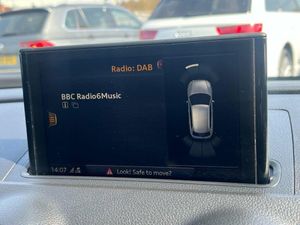 Radio: DAB
BBC Radio6Music
14:07
Look! Safe to move?